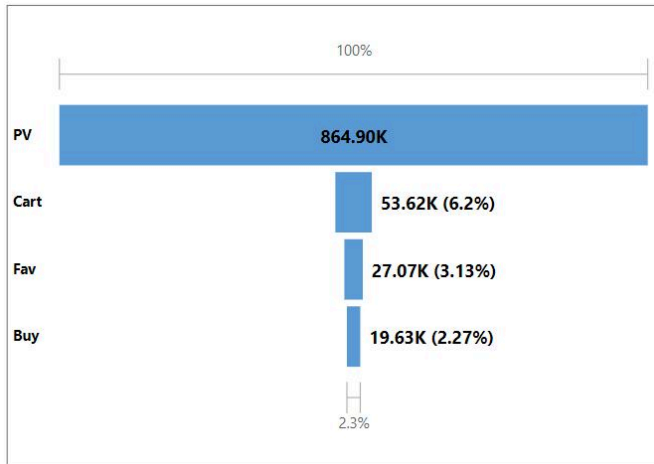 100%
PV 864.90K
Cart 53.62K (6.2%)
Fav 27.07K (3.13%)
Buy 19.63K (2.27%)
2.3%